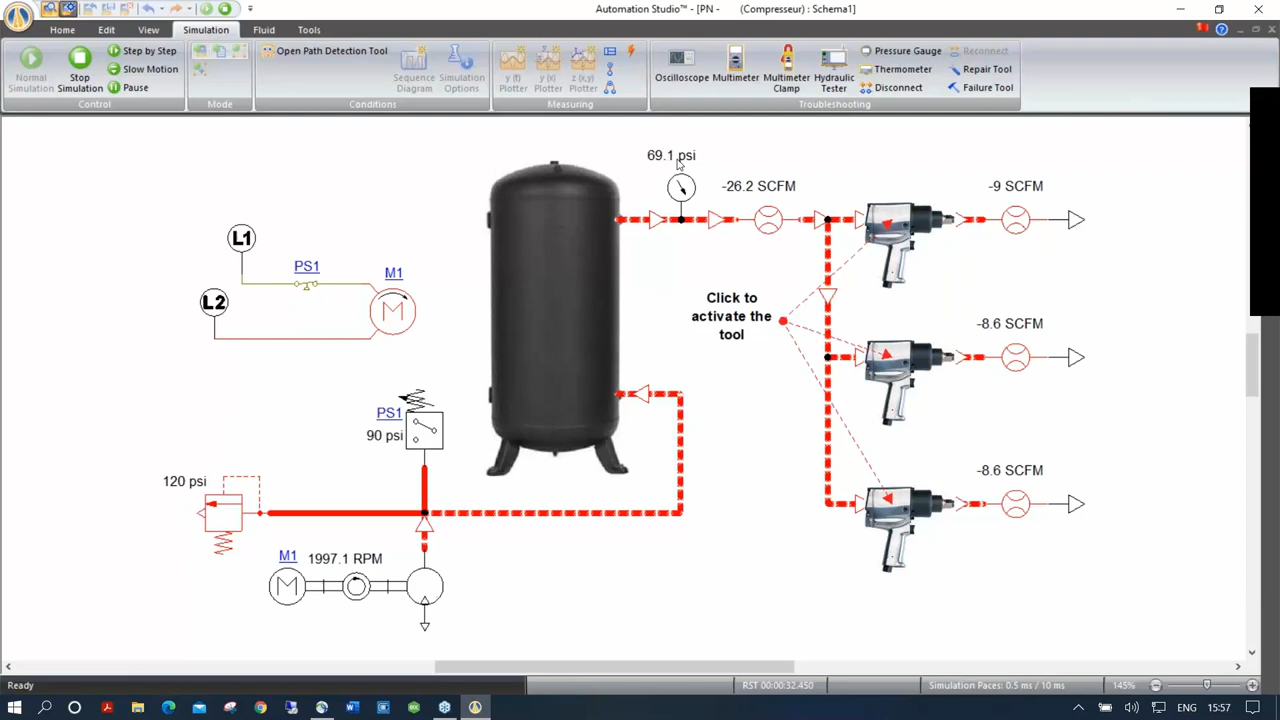 Automation Studio™ - [PN - (Compresseur) : Schema1]
Home Edit View Simulation Fluid Tools
Normal Simulation
Stop Simulation
Step by Step
Slow Motion
Pause
Control
Mode
Open Path Detection Tool
Sequence Diagram
Simulation Options
Conditions
y (t) Plotter
y (x) Plotter
z (x,y) Plotter
Measuring
Oscilloscope
Multimeter
Multimeter Clamp
Hydraulic Tester
Pressure Gauge
Thermometer
Disconnect
Reconnect
Repair Tool
Failure Tool
Troubleshooting
69.1 psi
-26.2 SCFM
-9 SCFM
L1
PS1
M1
L2
M
Click to
activate the
tool
-8.6 SCFM
PS1
90 psi
120 psi
-8.6 SCFM
M1 1997.1 RPM
M
Ready
RST 00:00:32.450
Simulation Paces: 0.5 ms / 10 ms
145%
15:57